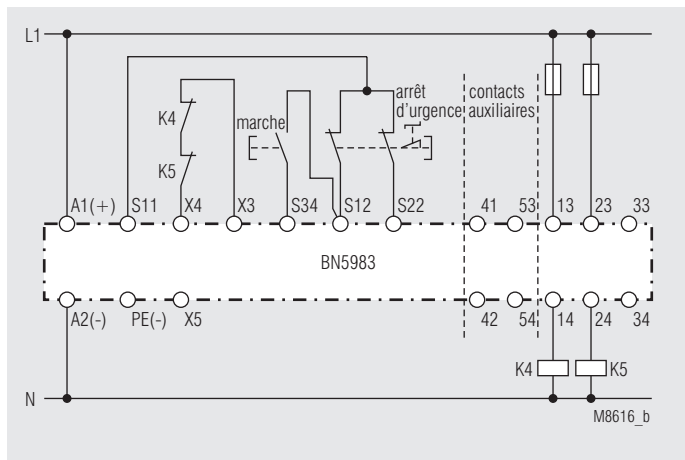 L1
arrêt
d'urgence
contacts
auxiliaires
K4
marche
K5
A1(+) S11 X4 X3 S34 S12 S22 41 53 13 23 33
BN5983
A2(-) PE(-) X5 42 54 14 24 34
K4 K5
N
M8616_b